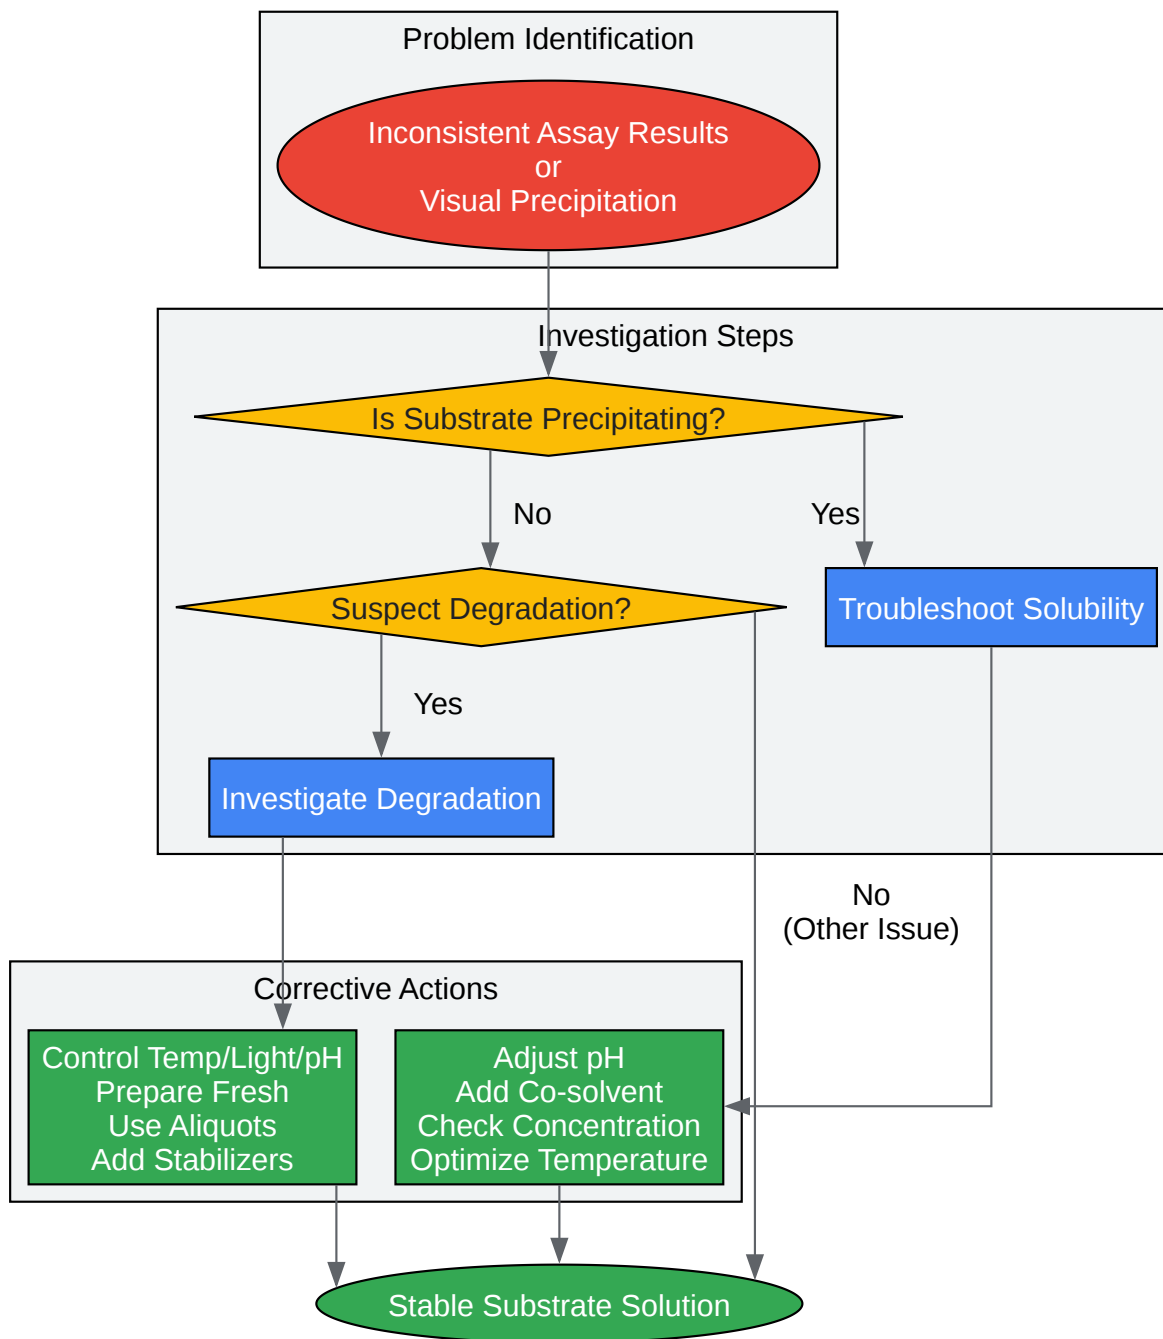 Problem Identification
Inconsistent Assay Results
or
Visual Precipitation
Investigation Steps
Is Substrate Precipitating?
No
Yes
Suspect Degradation?
Troubleshoot Solubility
Yes
Investigate Degradation
No
(Other Issue)
Corrective Actions
Control Temp/Light/pH
Prepare Fresh
Use Aliquots
Add Stabilizers
Adjust pH
Add Co-solvent
Check Concentration
Optimize Temperature
Stable Substrate Solution